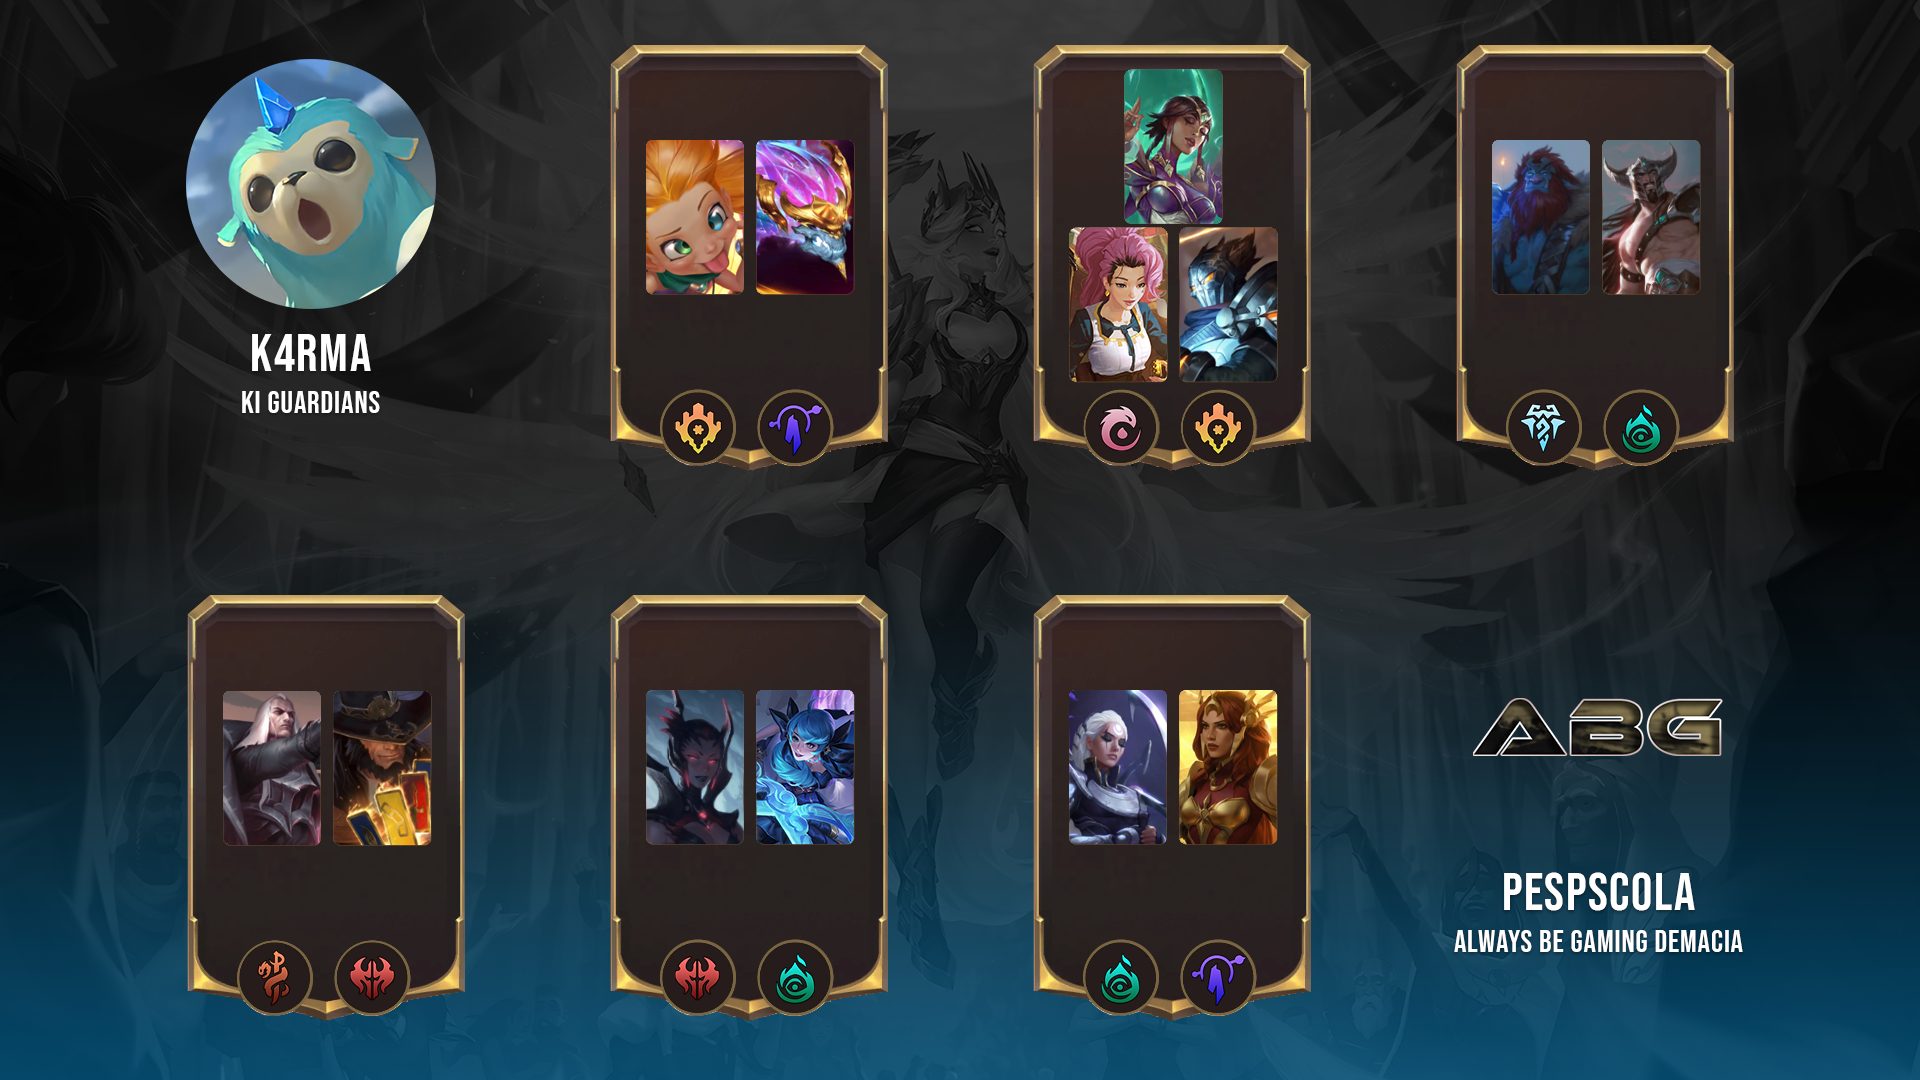 K4RMA
KI GUARDIANS
ABG
PESPSCOLA
ALWAYS BE GAMING DEMACIA